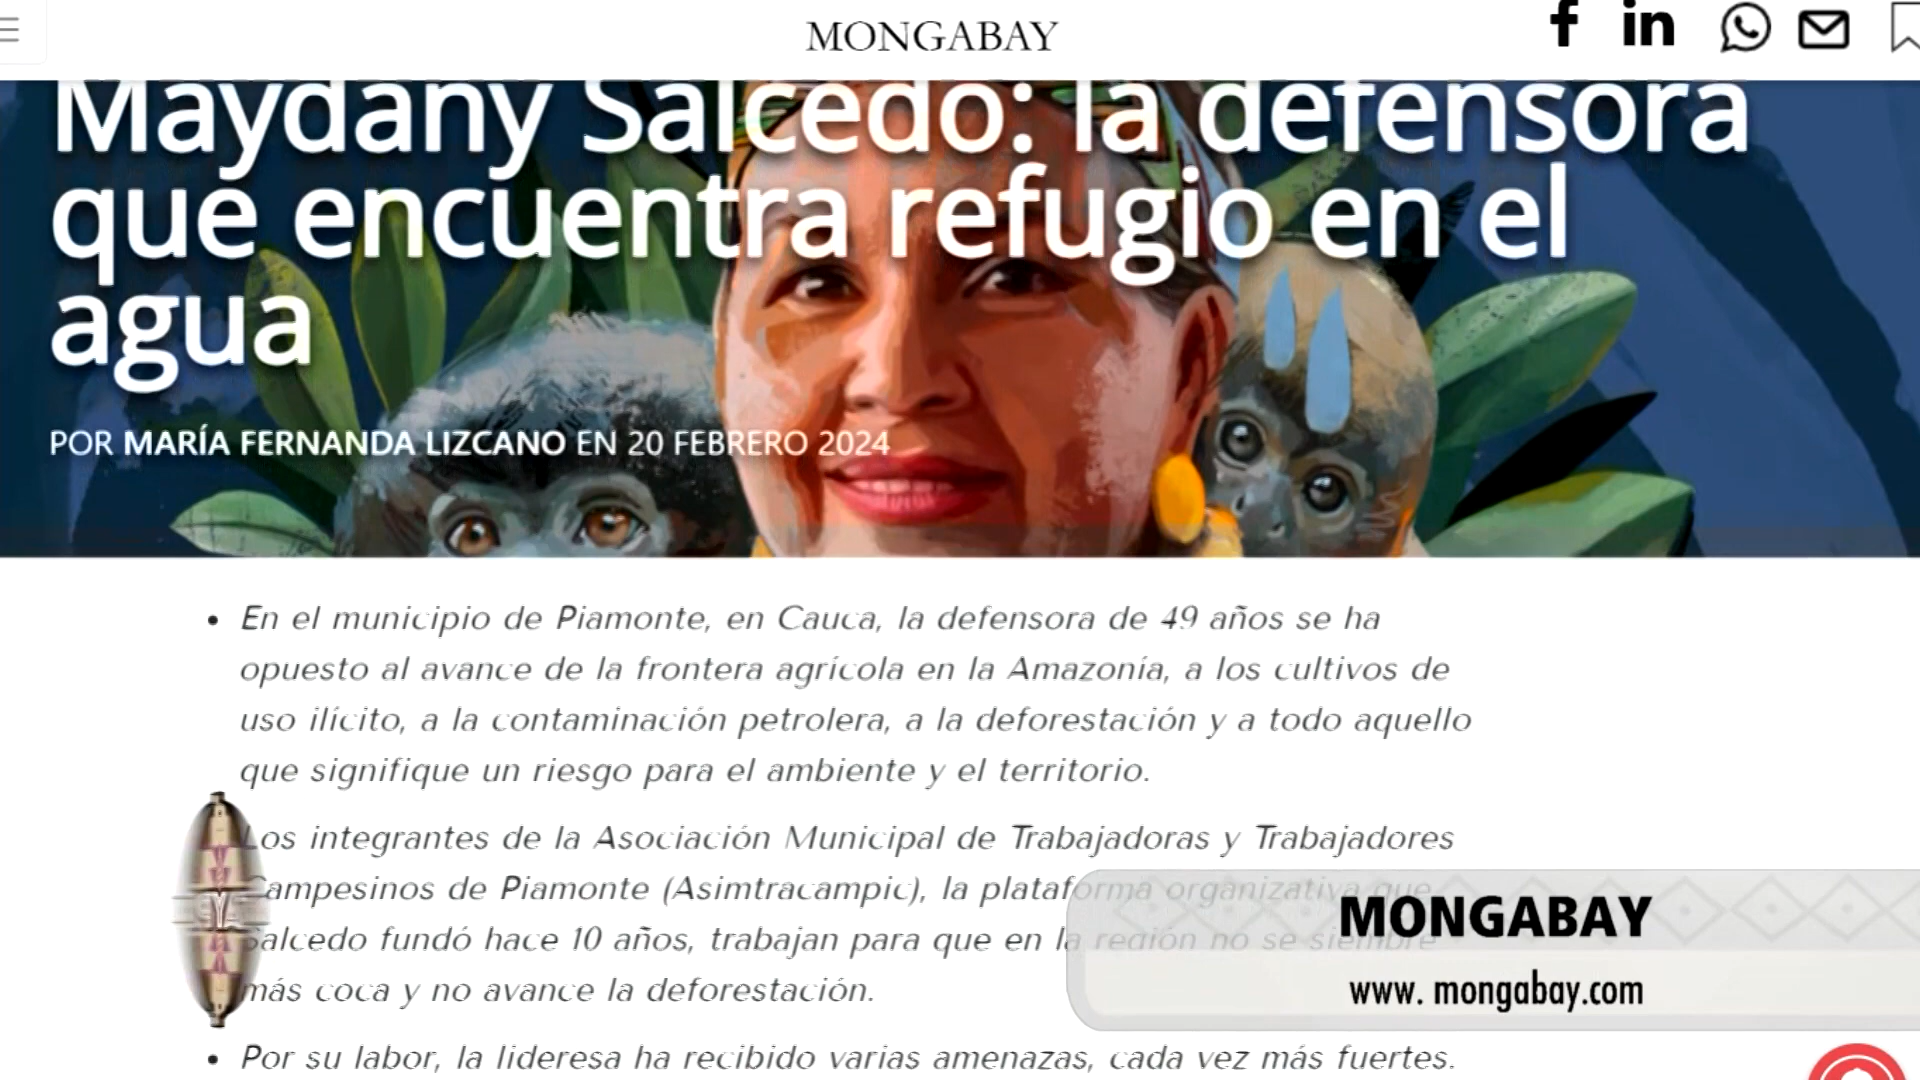 MONGABAY
Maydany Salcedo: la defensora
que encuentra refugio en el
agua
POR MARÍA FERNANDA LIZCANO EN 20 FEBRERO 2024
• En el municipio de Piamonte, en Cauca, la defensora de 49 años se ha
opuesto al avance de la frontera agrícola en la Amazonía, a los cultivos de
uso ilícito, a la contaminación petrolera, a la deforestación y a todo aquello
que signifique un riesgo para el ambiente y el territorio.
Los integrantes de la Asociación Municipal de Trabajadoras y Trabajadores
Campesinos de Piamonte (Asimtracampic), la plataforma organizativa que
Salcedo fundó hace 10 años, trabajan para que en la región no se siembre
más coca y no avance la deforestación.
• Por su labor, la lideresa ha recibido varias amenazas, cada vez más fuertes.
MONGABAY
www. mongabay.com